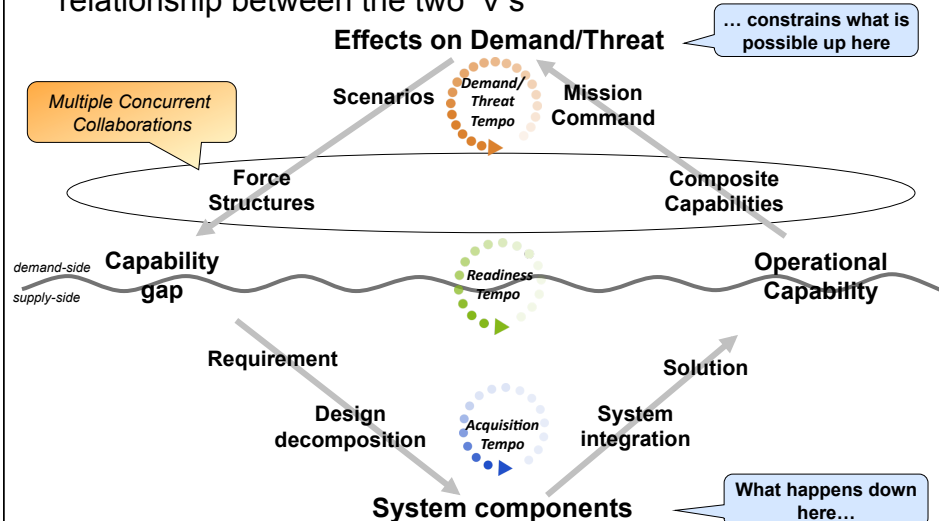 relationship between the two 'V's
… constrains what is
possible up here
Effects on Demand/Threat
Multiple Concurrent
Collaborations
Scenarios
Demand/
Threat
Tempo
Mission
Command
Force
Structures
Composite
Capabilities
demand-side
supply-side
Capability
gap
Readiness
Tempo
Operational
Capability
Requirement
Solution
Design
decomposition
Acquisition
Tempo
System
integration
System components
What happens down
here…